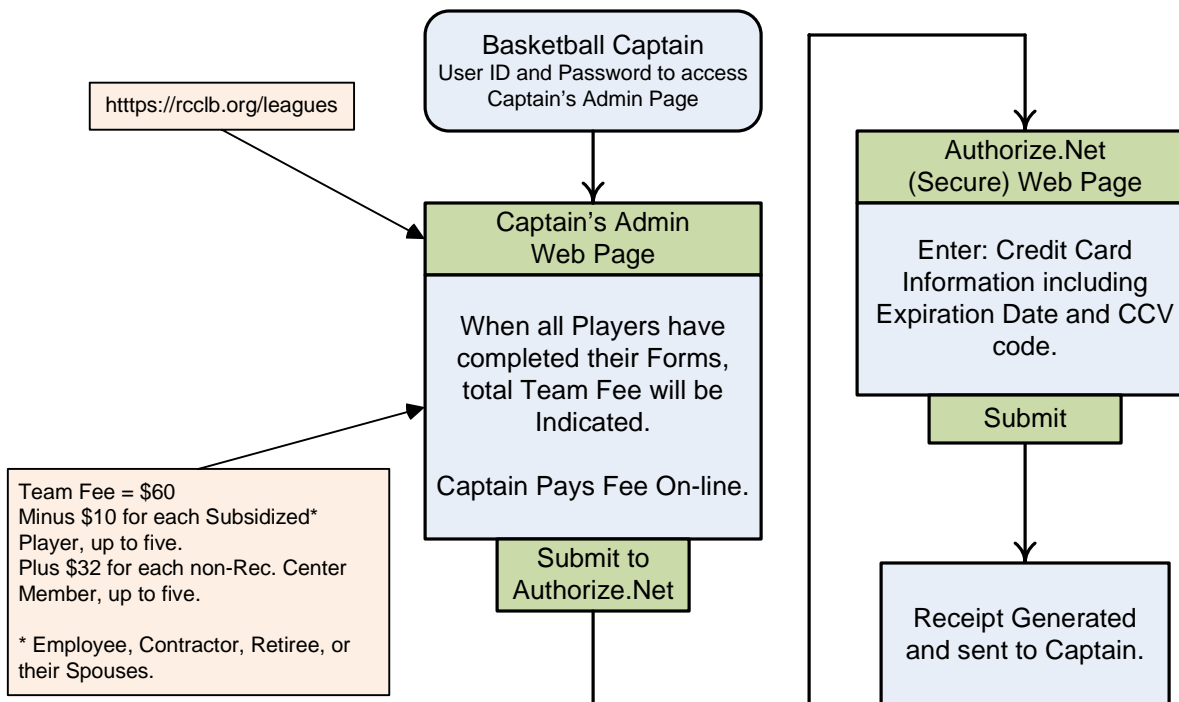 Basketball Captain
User ID and Password to access
Captain's Admin Page
htttps://rcclb.org/leagues
Captain's Admin
Web Page
When all Players have
completed their Forms,
total Team Fee will be
Indicated.
Captain Pays Fee On-line.
Submit to
Authorize.Net
Team Fee = $60
Minus $10 for each Subsidized*
Player, up to five.
Plus $32 for each non-Rec. Center
Member, up to five.
* Employee, Contractor, Retiree, or
their Spouses.
Authorize.Net
(Secure) Web Page
Enter: Credit Card
Information including
Expiration Date and CCV
code.
Submit
Receipt Generated
and sent to Captain.